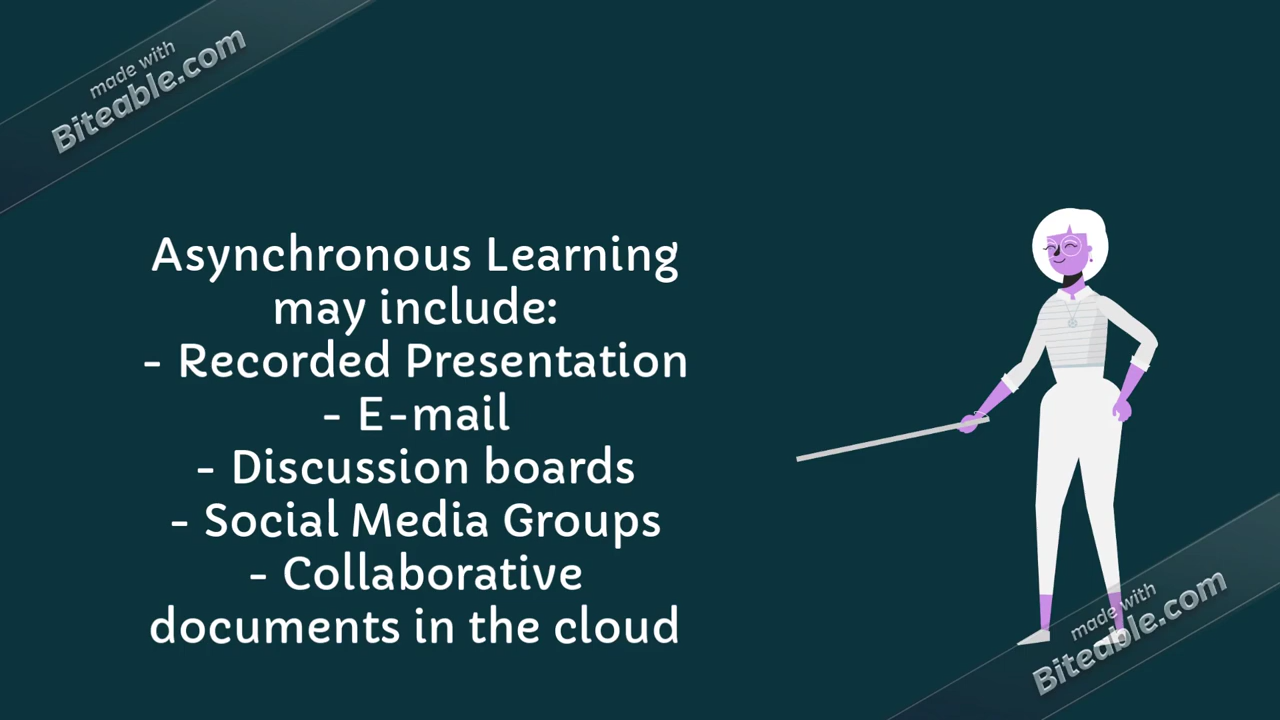 made with
Biteable.com
Asynchronous Learning
may include:
- Recorded Presentation
- E-mail
- Discussion boards
- Social Media Groups
- Collaborative
documents in the cloud
made with
Biteable.com